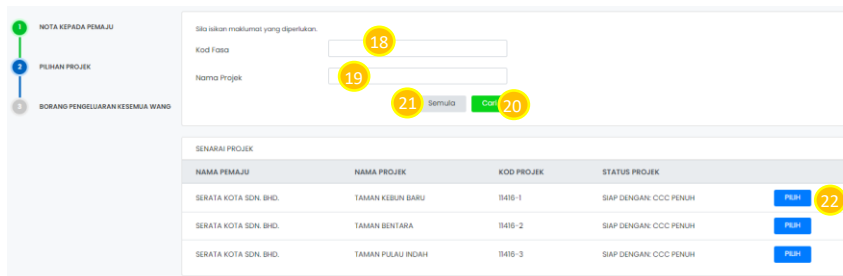 1 NOTA KEPADA PEMAJU
2 PILIHAN PROJEK
3 BORANG PENGELUARAN KESEMUA WANG
Sila isikan maklumat yang diperlukan.
Kod Fasa 18
Nama Projek 19
21 Semula Cari 20
SENARAI PROJEK
NAMA PEMAJU NAMA PROJEK KOD PROJEK STATUS PROJEK
SERATA KOTA SDN. BHD. TAMAN KEBUN BARU 11416-1 SIAP DENGAN: CCC PENUH PILIH 22
SERATA KOTA SDN. BHD. TAMAN BENTARA 11416-2 SIAP DENGAN: CCC PENUH PILIH
SERATA KOTA SDN. BHD. TAMAN PULAU INDAH 11416-3 SIAP DENGAN: CCC PENUH PILIH